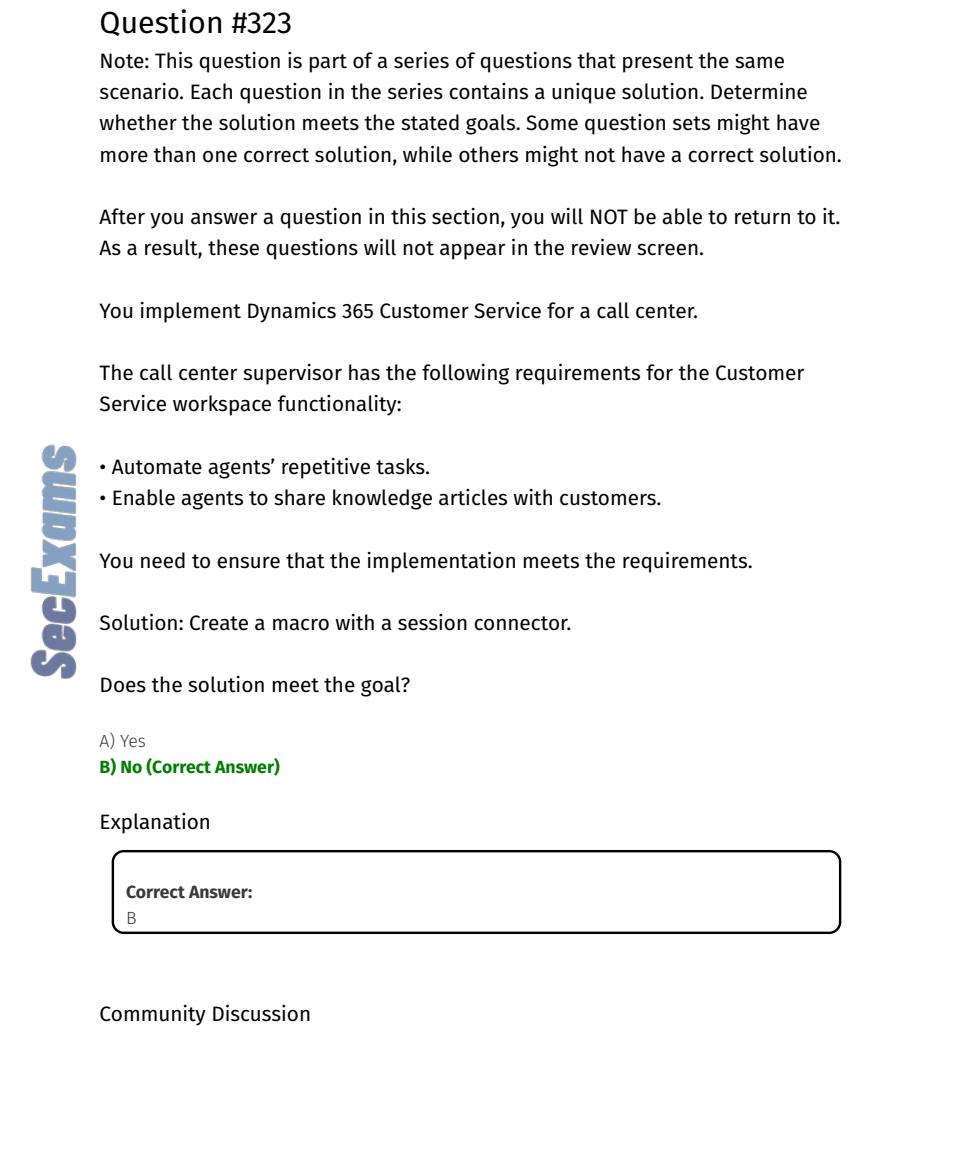 Question #323
Note: This question is part of a series of questions that present the same
scenario. Each question in the series contains a unique solution. Determine
whether the solution meets the stated goals. Some question sets might have
more than one correct solution, while others might not have a correct solution.
After you answer a question in this section, you will NOT be able to return to it.
As a result, these questions will not appear in the review screen.
You implement Dynamics 365 Customer Service for a call center.
The call center supervisor has the following requirements for the Customer
Service workspace functionality:
• Automate agents’ repetitive tasks.
• Enable agents to share knowledge articles with customers.
You need to ensure that the implementation meets the requirements.
Solution: Create a macro with a session connector.
Does the solution meet the goal?
A) Yes
B) No (Correct Answer)
Explanation
Correct Answer:
B
Community Discussion
SecExams